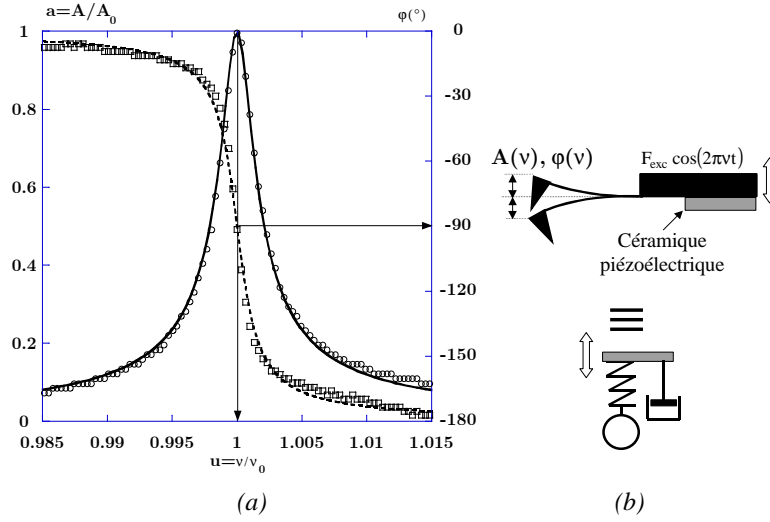 a=A/A₀
φ(°)
1
0
0.8
-30
-60
0.6
-90
0.4
-120
0.2
-150
0
-180
0.985
0.99
0.995
1
1.005
1.01
1.015
u=ν/ν₀
(a)
A(ν), φ(ν)
F_exc cos(2πνt)
Céramique
piézoélectrique
(b)